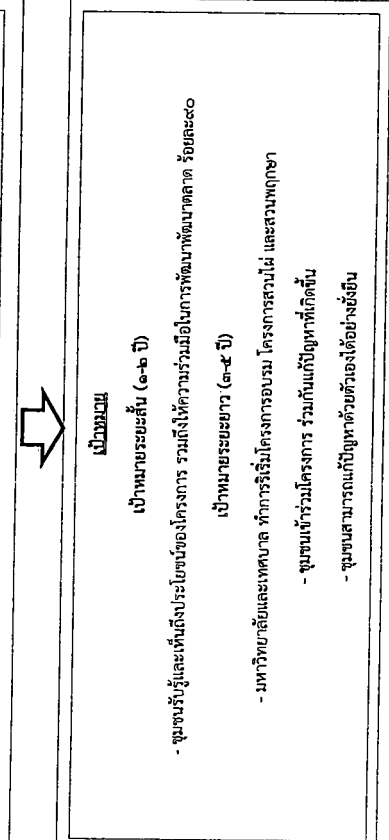 เป้าหมาย
เป้าหมายระยะสั้น (๑-๒ ปี)
- ชุมชนรับรู้และเห็นถึงประโยชน์ของโครงการ รวมถึงให้ความร่วมมือในการพัฒนาพัฒนาตลาด ร้อยละ๙๐
เป้าหมายระยะยาว (๓-๕ ปี)
- มหาวิทยาลัยและเทศบาล ทำการริเริ่มโครงการอบรม โครงการสวนไผ่ และสวนพฤกษา
- ชุมชนเข้าร่วมโครงการ ร่วมกันแก้ปัญหาที่เกิดขึ้น
- ชุมชนสามารถแก้ปัญหาด้วยตัวเองได้อย่างยั่งยืน